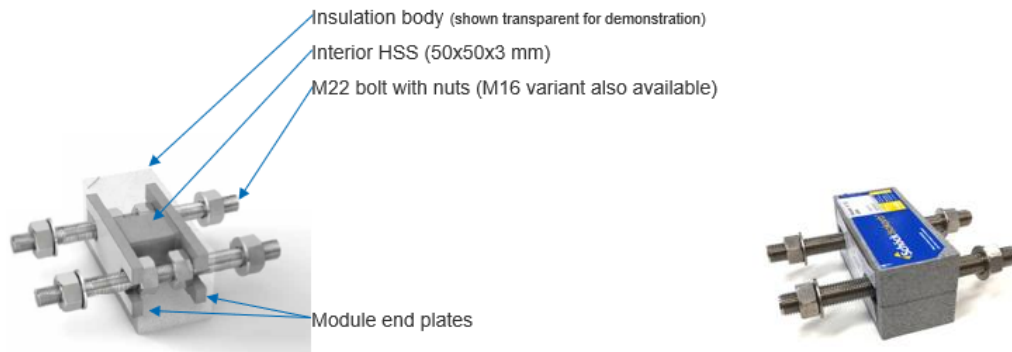 Insulation body (shown transparent for demonstration)
Interior HSS (50x50x3 mm)
M22 bolt with nuts (M16 variant also available)
Module end plates
Schöck